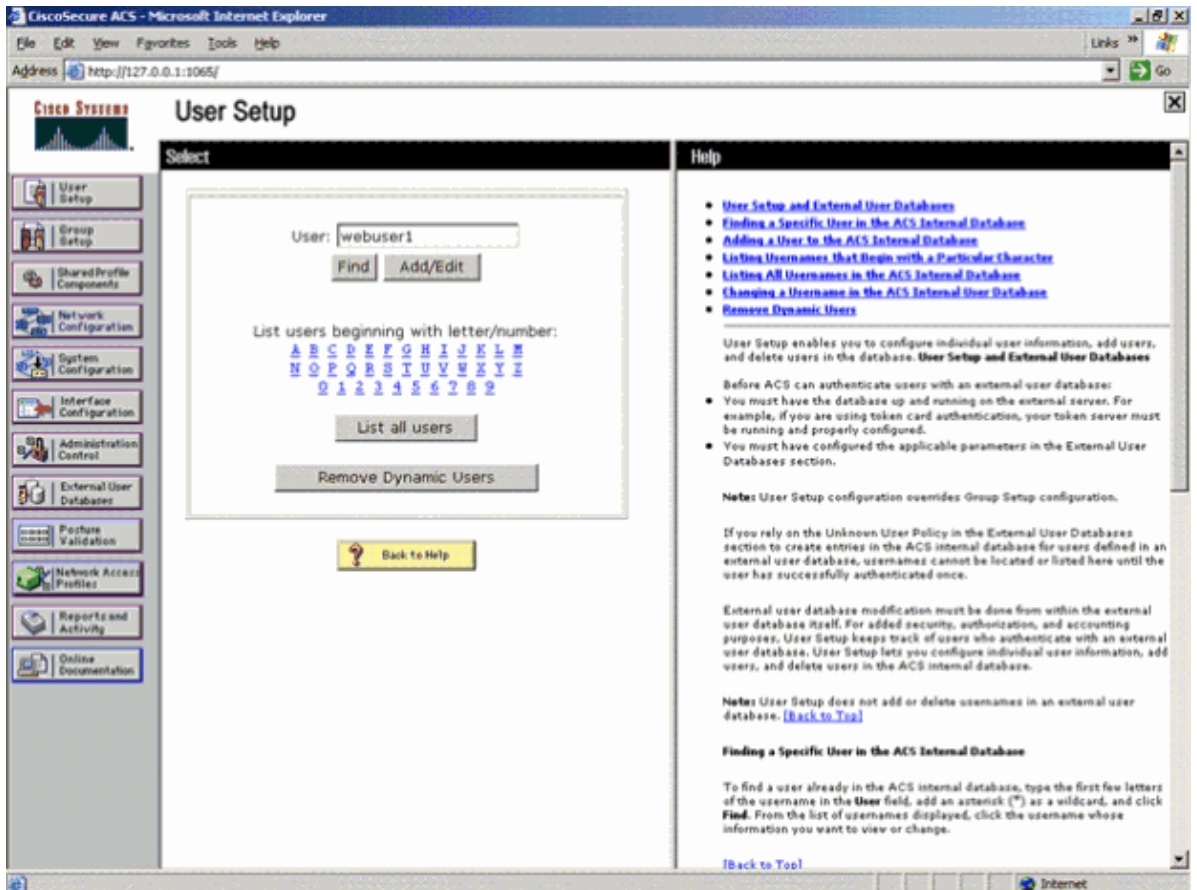 CiscoSecure ACS - Microsoft Internet Explorer
File Edit View Favorites Tools Help
Links »
Address http://127.0.0.1:1065/
Go
CISCO SYSTEMS
User Setup
User
Setup
Group
Setup
Shared Profile
Components
Network
Configuration
System
Configuration
Interface
Configuration
Administration
Control
External User
Databases
Posture
Validation
Network Access
Profiles
Reports and
Activity
Online
Documentation
Select
User: webuser1
Find Add/Edit
List users beginning with letter/number:
A B C D E F G H I J K L M
N O P Q R S T U V W X Y Z
0 1 2 3 4 5 6 7 8 9
List all users
Remove Dynamic Users
? Back to Help
Help
• User Setup and External User Databases
• Finding a Specific User in the ACS Internal Database
• Adding a User to the ACS Internal Database
• Listing Usernames that Begin with a Particular Character
• Listing All Usernames in the ACS Internal Database
• Changing a Username in the ACS Internal User Database
• Remove Dynamic Users
User Setup enables you to configure individual user information, add users,
and delete users in the database. User Setup and External User Databases
Before ACS can authenticate users with an external user database:
• You must have the database up and running on the external server. For
example, if you are using token card authentication, your token server must
be running and properly configured.
• You must have configured the applicable parameters in the External User
Databases section.
Note: User Setup configuration overrides Group Setup configuration.
If you rely on the Unknown User Policy in the External User Databases
section to create entries in the ACS internal database for users defined in an
external user database, usernames cannot be located or listed here until the
user has successfully authenticated once.
External user database modification must be done from within the external
user database itself. For added security, authorization, and accounting
purposes, User Setup keeps track of users who authenticate with an external
user database. User Setup lets you configure individual user information, add
users, and delete users in the ACS internal database.
Note: User Setup does not add or delete usernames in an external user
database. [Back to Top]
Finding a Specific User in the ACS Internal Database
To find a user already in the ACS internal database, type the first few letters
of the username in the User field, add an asterisk (*) as a wildcard, and click
Find. From the list of usernames displayed, click the username whose
information you want to view or change.
[Back to Top]
Internet